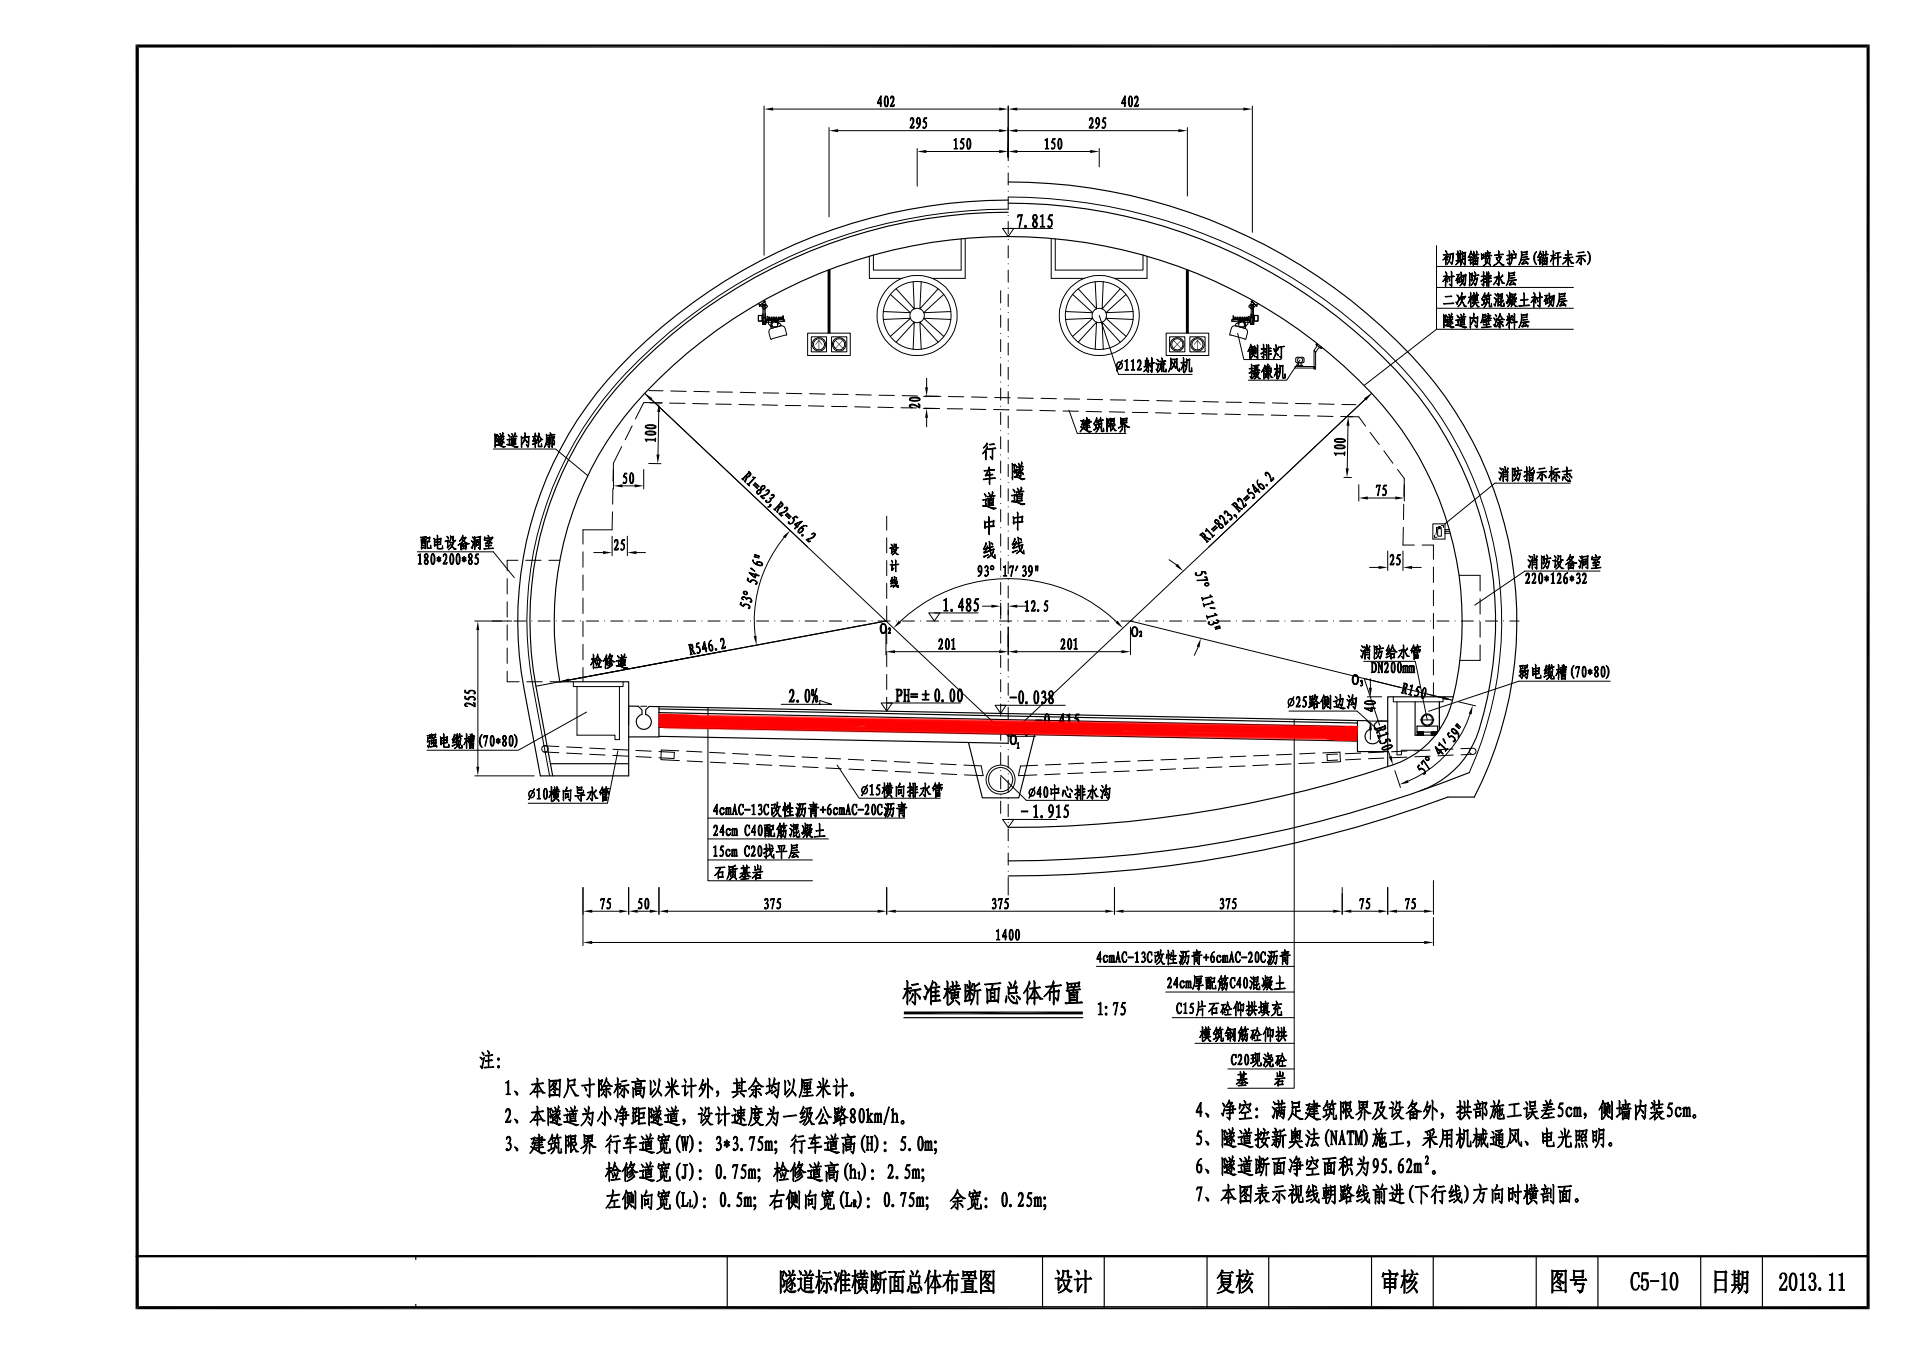 402
402
295
295
150
150
7.815
初期锚喷支护层(锚杆未示)
衬砌防排水层
二次模筑混凝土衬砌层
隧道内壁涂料层
侧排灯
摄像机
ø112射流风机
20
建筑限界
100
100
隧道内轮廓
行车道中线
隧道中线
50
75
R1=823,R2=546.2
R1=823,R2=546.2
消防指示标志
配电设备洞室
180*200*85
25
25
设计线
消防设备洞室
220*126*32
53° 54'6"
93° 17'39"
57° 11'13"
1.485
12.5
O₂
O₂
201
201
R546.2
检修道
消防给水管
DN200mm
弱电缆槽(70*80)
O₃
R150
255
2.0%
PH=±0.00
-0.038
ø25路侧边沟
40
-0.415
O₁
R150
57° 41'59"
强电缆槽(70*80)
ø10横向导水管
ø15横向排水管
ø40中心排水沟
-1.915
4cmAC-13C改性沥青+6cmAC-20C沥青
24cm C40配筋混凝土
15cm C20找平层
石质基岩
75
50
375
375
375
75
75
1400
4cmAC-13C改性沥青+6cmAC-20C沥青
24cm厚配筋C40混凝土
C15片石砼仰拱填充
模筑钢筋砼仰拱
C20现浇砼
基 岩
标准横断面总体布置
1:75
注:
1、本图尺寸除标高以米计外，其余均以厘米计。
2、本隧道为小净距隧道，设计速度为一级公路80km/h。
3、建筑限界 行车道宽(W): 3*3.75m; 行车道高(H): 5.0m;
检修道宽(J): 0.75m; 检修道高(h₁): 2.5m;
左侧向宽(L_L): 0.5m; 右侧向宽(L_R): 0.75m; 余宽: 0.25m;
4、净空: 满足建筑限界及设备外，拱部施工误差5cm，侧墙内装5cm。
5、隧道按新奥法(NATM)施工，采用机械通风、电光照明。
6、隧道断面净空面积为95.62m²。
7、本图表示视线朝路线前进(下行线)方向时横剖面。
隧道标准横断面总体布置图
设计
复核
审核
图号
C5-10
日期
2013.11